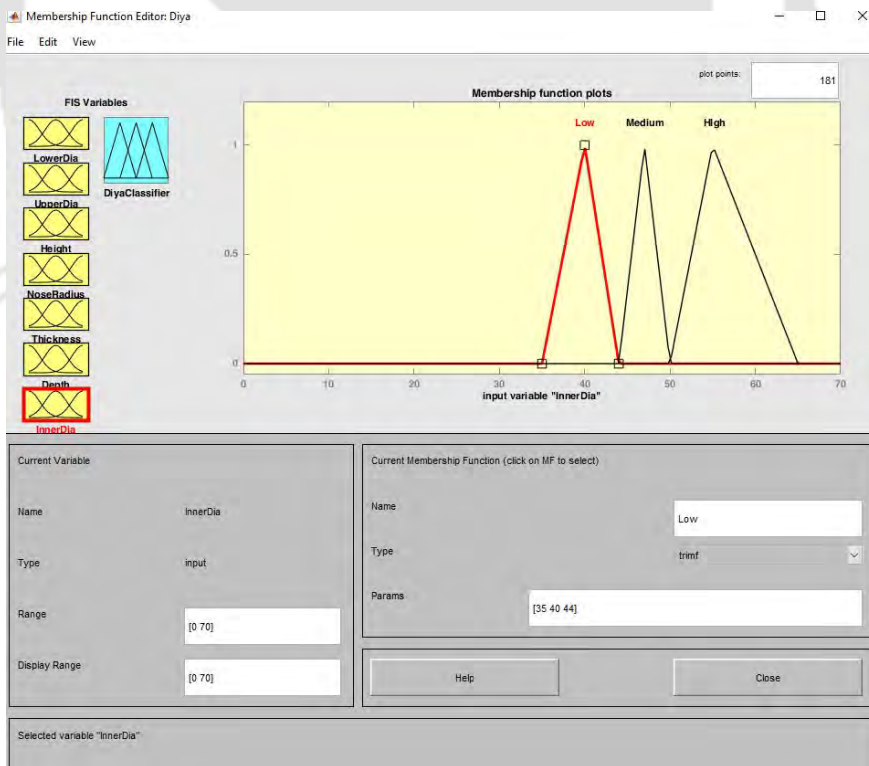 Membership Function Editor: Diya
File Edit View
plot points: 181
FIS Variables
Membership function plots
LowerDia
UpperDia
Height
NoseRadius
Thickness
Depth
InnerDia
DiyaClassifier
Low Medium HIgh
1
0.5
0
0 10 20 30 40 50 60 70
input variable "InnerDia"
Current Variable
Name InnerDia
Type input
Range [0 70]
Display Range [0 70]
Current Membership Function (click on MF to select)
Name Low
Type trimf
Params [35 40 44]
Help Close
Selected variable "InnerDia"